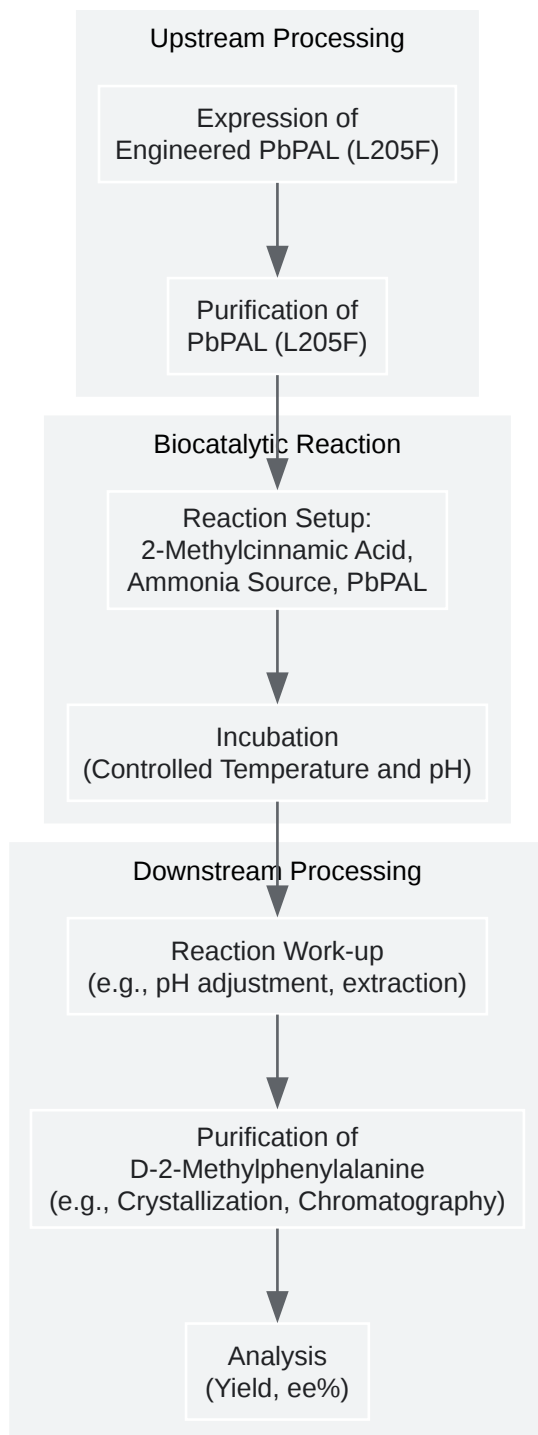 Upstream Processing
Expression of
Engineered PbPAL (L205F)
Purification of
PbPAL (L205F)
Biocatalytic Reaction
Reaction Setup:
2-Methylcinnamic Acid,
Ammonia Source, PbPAL
Incubation
(Controlled Temperature and pH)
Downstream Processing
Reaction Work-up
(e.g., pH adjustment, extraction)
Purification of
D-2-Methylphenylalanine
(e.g., Crystallization, Chromatography)
Analysis
(Yield, ee%)